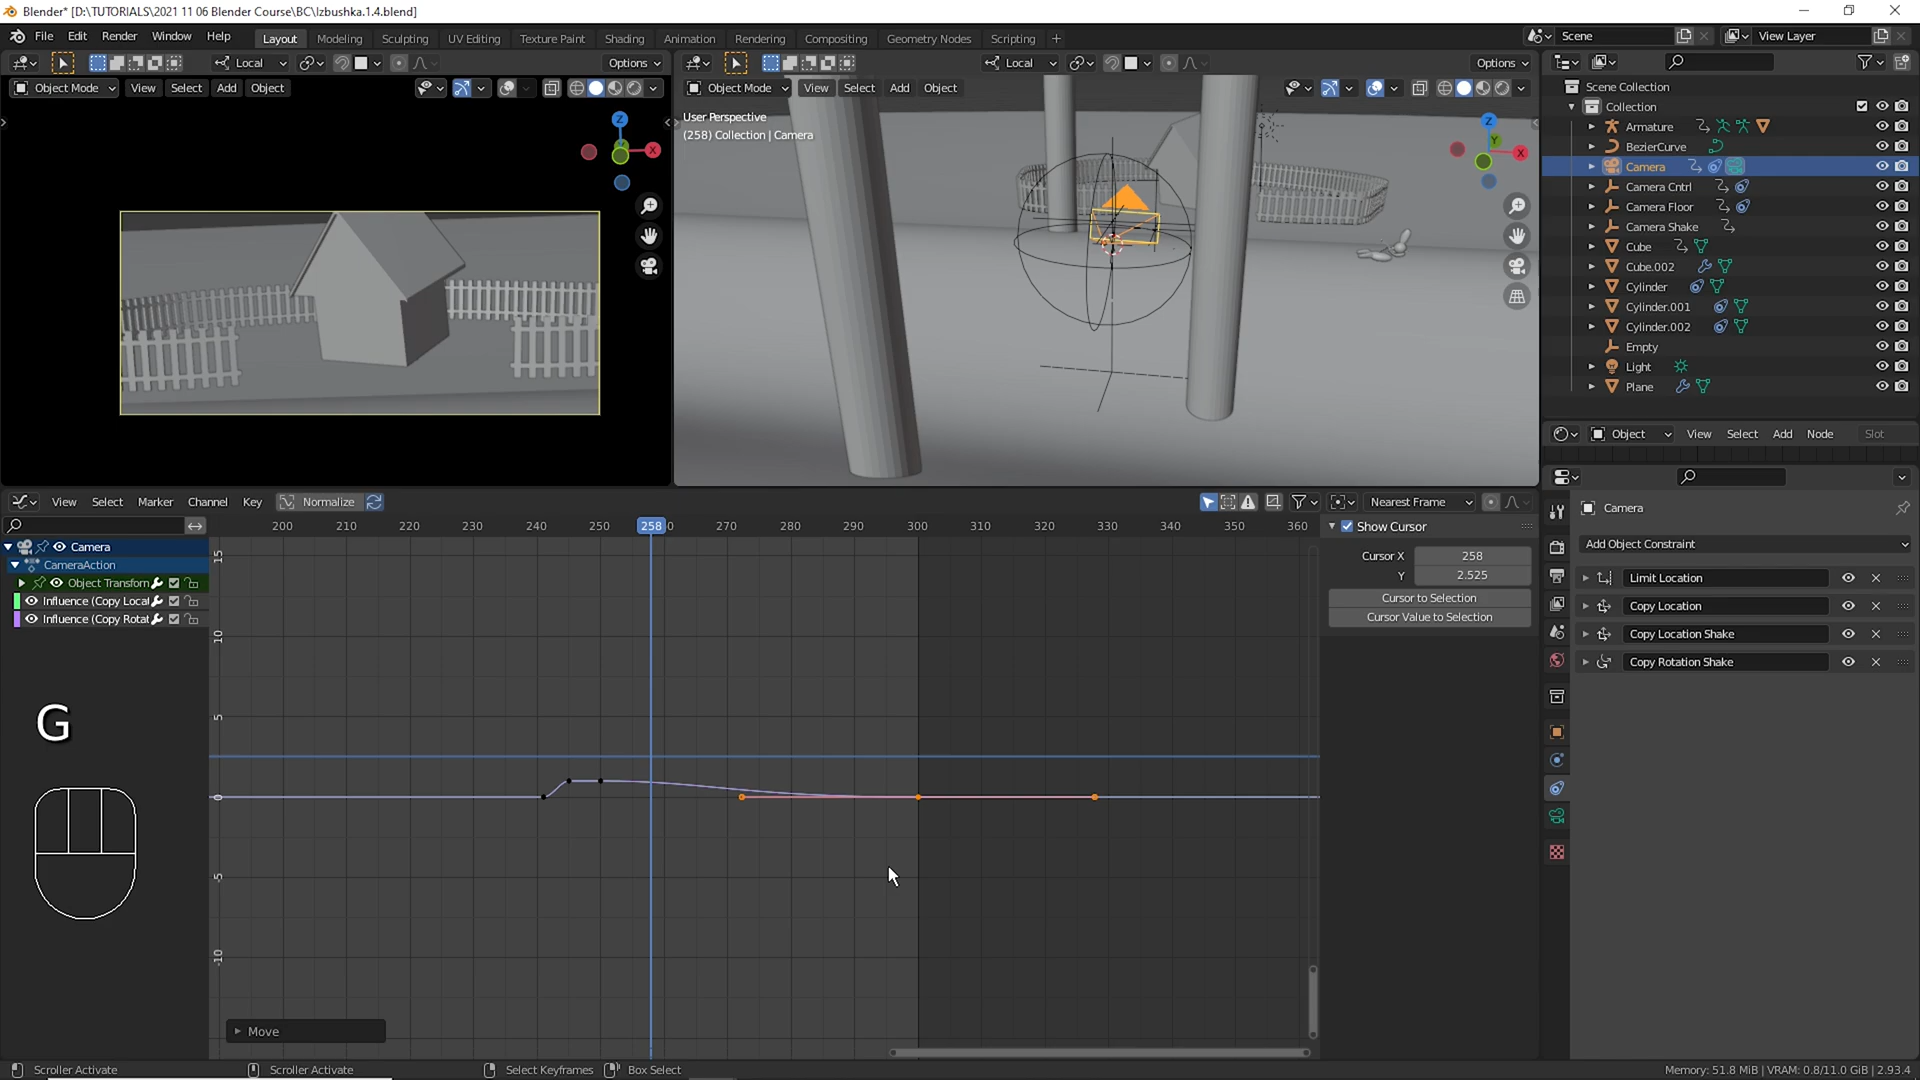 Blender* [D:\TUTORIALS\2021 11 06 Blender Course\BC\Izbushka.1.4.blend]
File Edit Render Window Help Layout Modeling Sculpting UV Editing Texture Paint Shading Animation Rendering Compositing Geometry Nodes Scripting + Scene View Layer
Local Options Local Options
Object Mode View Select Add Object Object Mode View Select Add Object
Scene Collection
Collection
Armature
BezierCurve
Camera
Camera Cntrl
Camera Floor
Camera Shake
Cube
Cube.002
Cylinder
Cylinder.001
Cylinder.002
Empty
Light
Plane
Z
X
User Perspective
(258) Collection | Camera
Z
Y
X
Object View Select Add Node Slot
View Select Marker Channel Key Normalize Nearest Frame
200 210 220 230 240 250 258 270 280 290 300 310 320 330 340 350 360
Camera
CameraAction
Object Transform
Influence (Copy Locat
Influence (Copy Rotat
15
10
5
0
-5
-10
Show Cursor
Cursor X 258
Y 2.525
Cursor to Selection
Cursor Value to Selection
Camera
Add Object Constraint
Limit Location
Copy Location
Copy Location Shake
Copy Rotation Shake
G
Move
Scroller Activate Scroller Activate Select Keyframes Box Select Memory: 51.8 MiB | VRAM: 0.8/11.0 GiB | 2.93.4